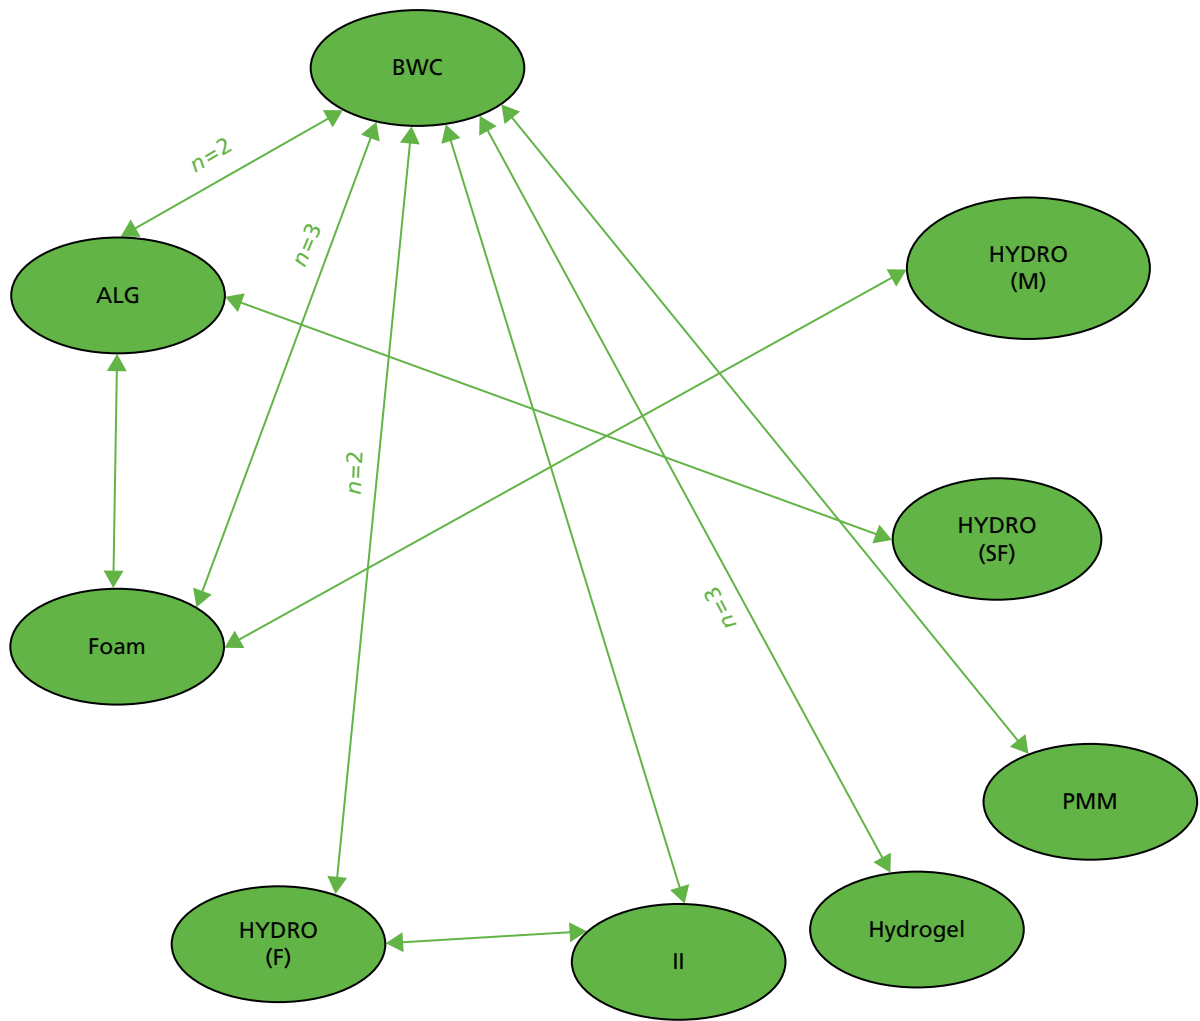 BWC
n=2
n=3
HYDRO
(M)
ALG
n=2
HYDRO
(SF)
n=3
Foam
PMM
HYDRO
(F)
II
Hydrogel